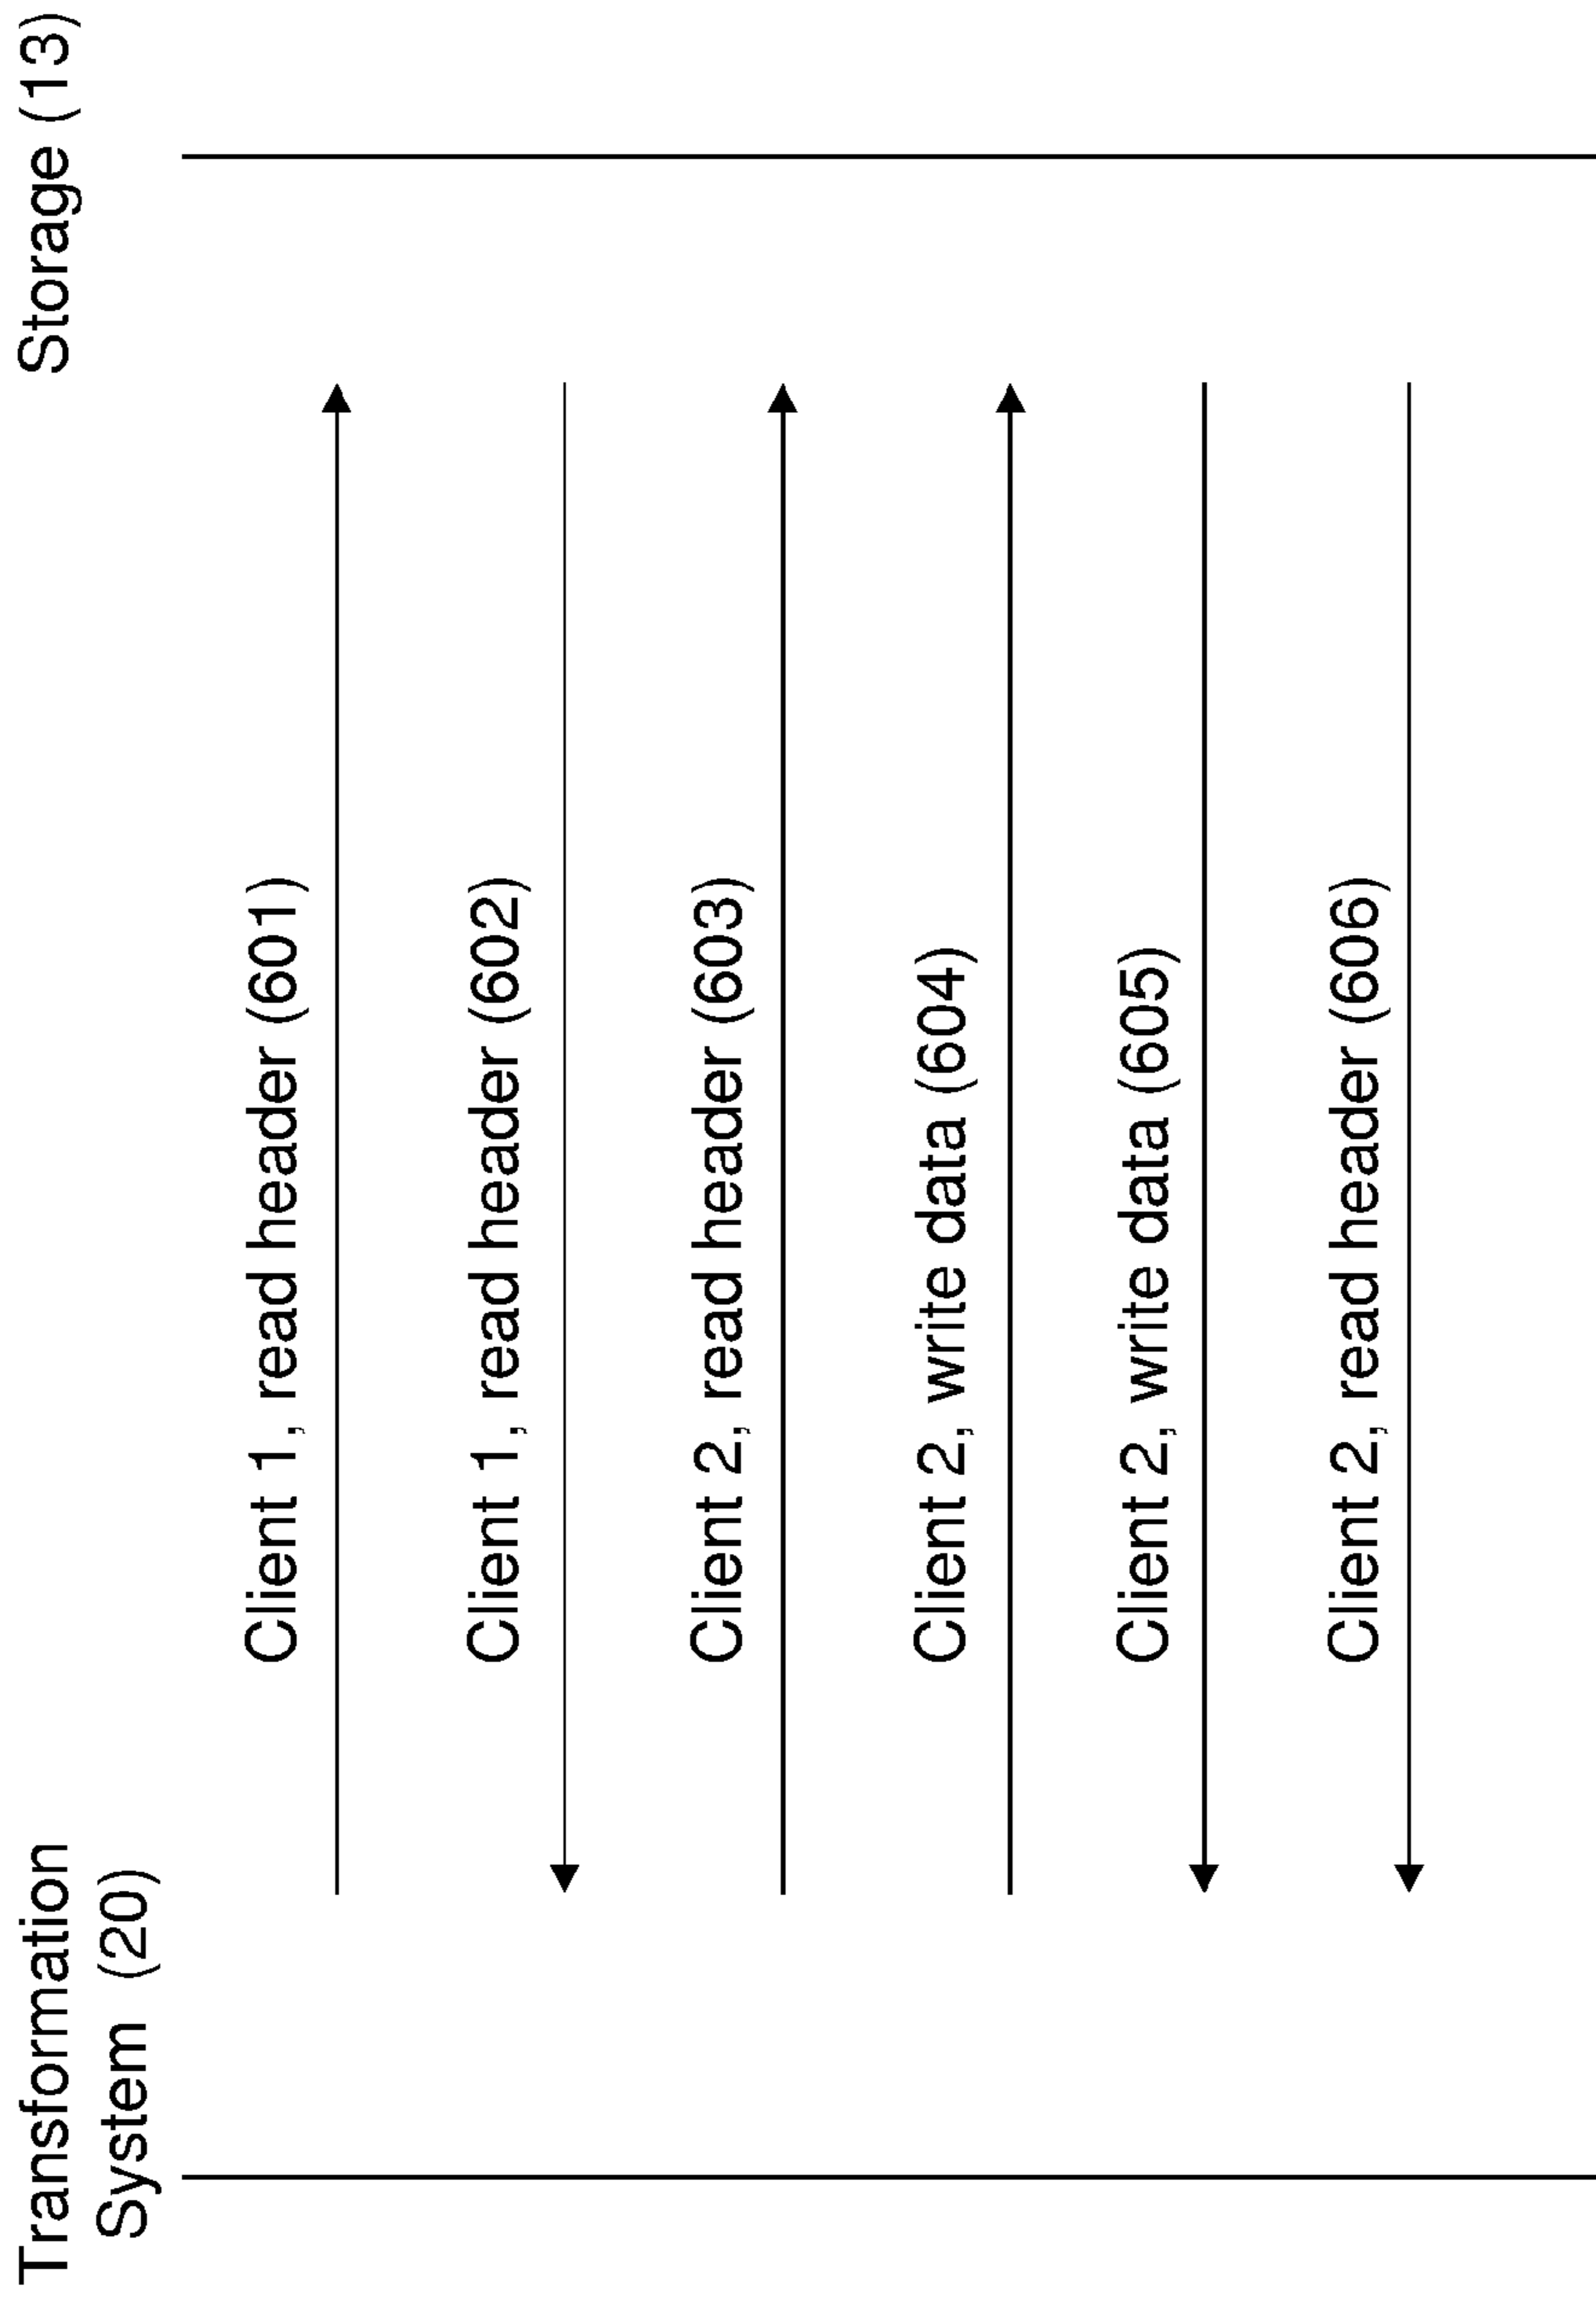 Transformation
System (20)
Storage (13)
Client 1, read header (601)
Client 1, read header (602)
Client 2, read header (603)
Client 2, write data (604)
Client 2, write data (605)
Client 2, read header (606)